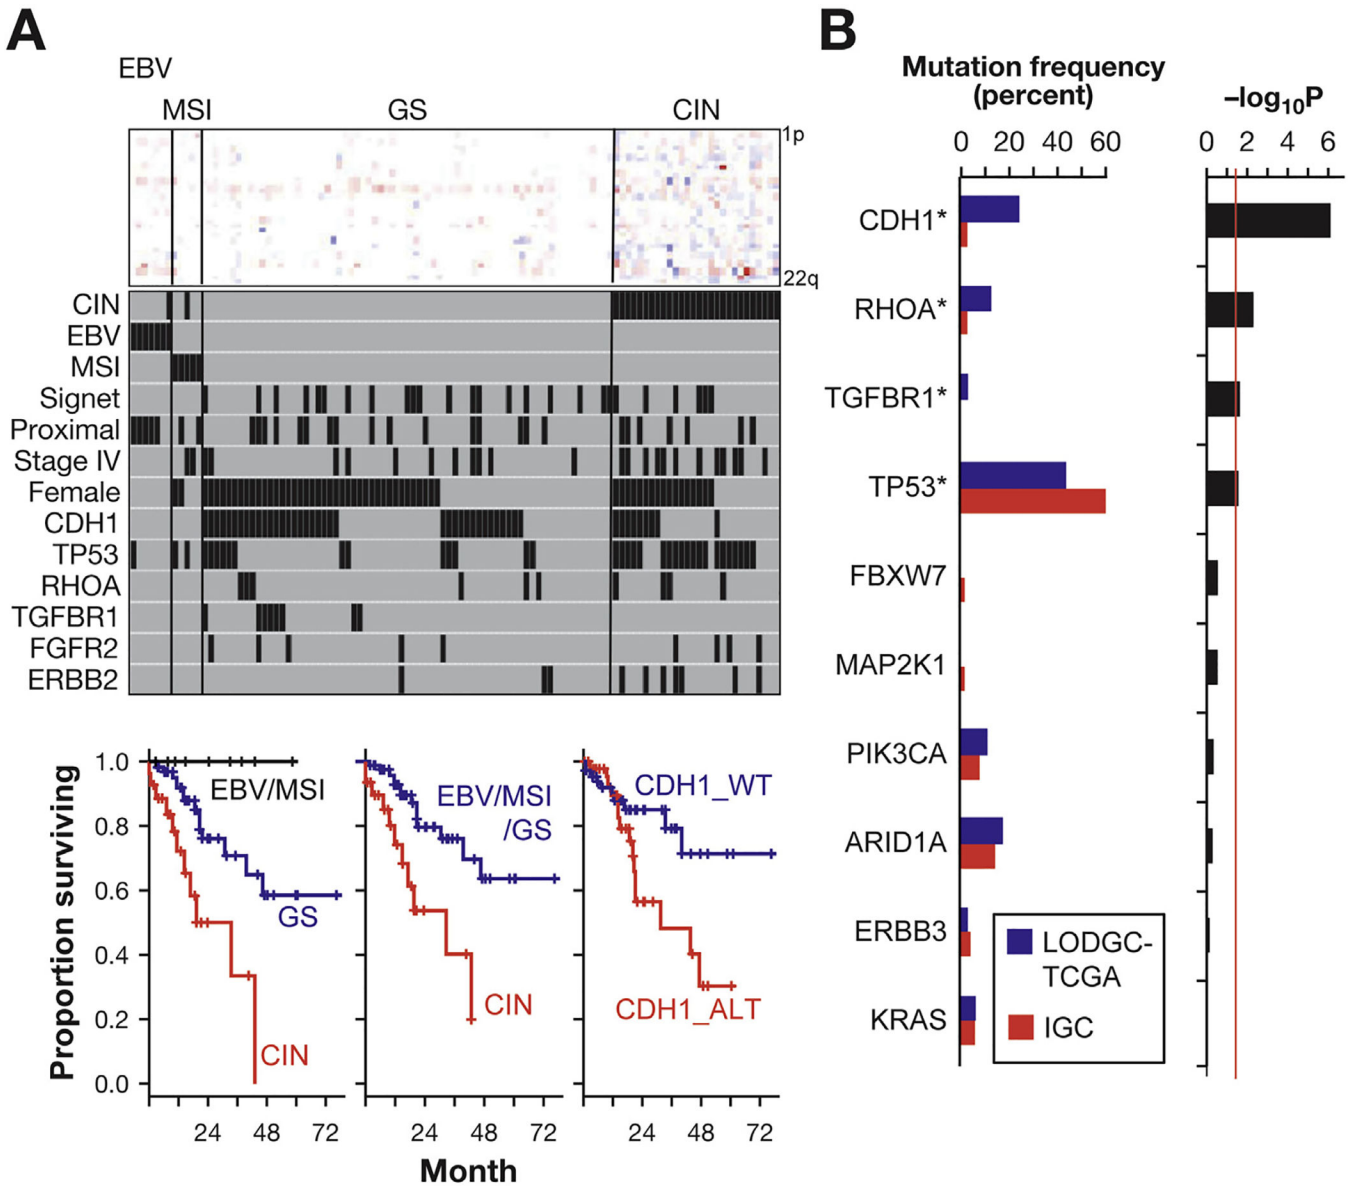 A
EBV
MSI
GS
CIN
1p
22q
CIN
EBV
MSI
Signet
Proximal
Stage IV
Female
CDH1
TP53
RHOA
TGFBR1
FGFR2
ERBB2
Proportion surviving
1.0
0.8
0.6
0.4
0.2
0.0
EBV/MSI
GS
CIN
24 48 72
EBV/MSI
/GS
CIN
24 48 72
CDH1_WT
CDH1_ALT
24 48 72
Month
B
Mutation frequency
(percent)
0 20 40 60
–log10P
0 2 4 6
CDH1*
RHOA*
TGFBR1*
TP53*
FBXW7
MAP2K1
PIK3CA
ARID1A
ERBB3
KRAS
LODGC-
TCGA
IGC